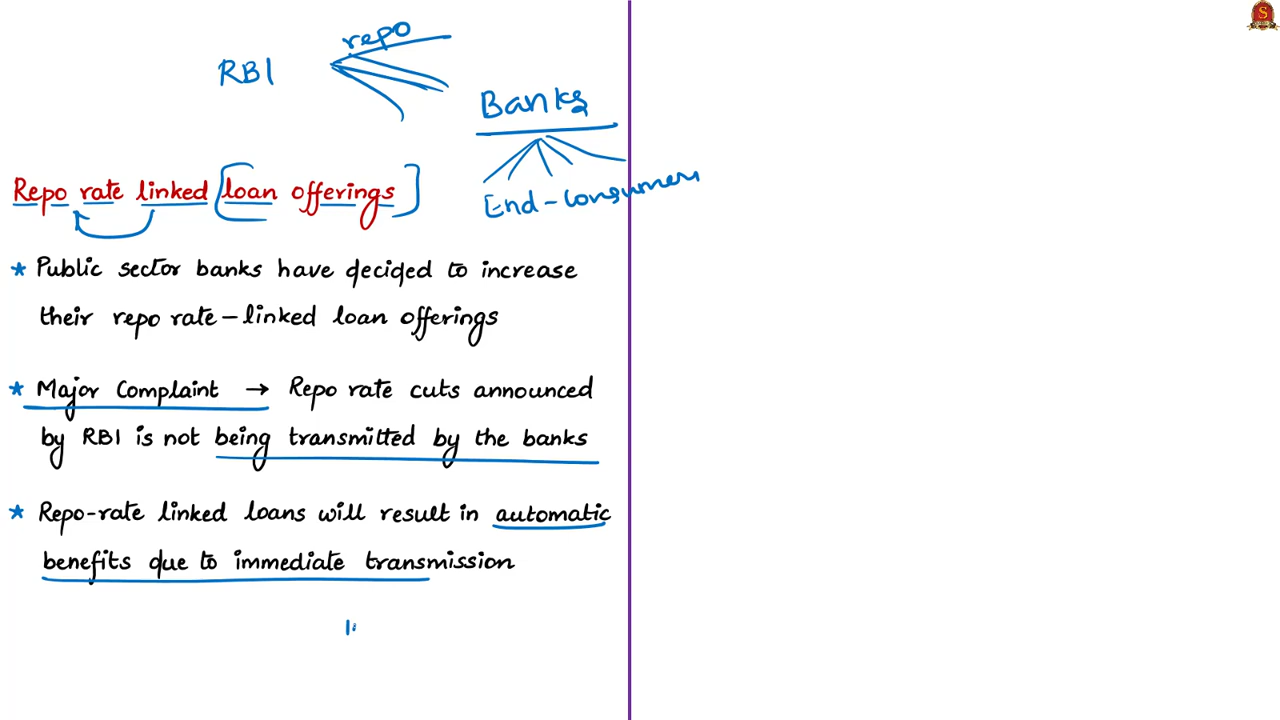 repo
RBI
Banks
End-Consumers
Repo rate linked [loan offerings]
* Public sector banks have decided to increase
their repo rate-linked loan offerings
* Major Complaint → Repo rate cuts announced
by RBI is not being transmitted by the banks
* Repo-rate linked loans will result in automatic
benefits due to immediate transmission